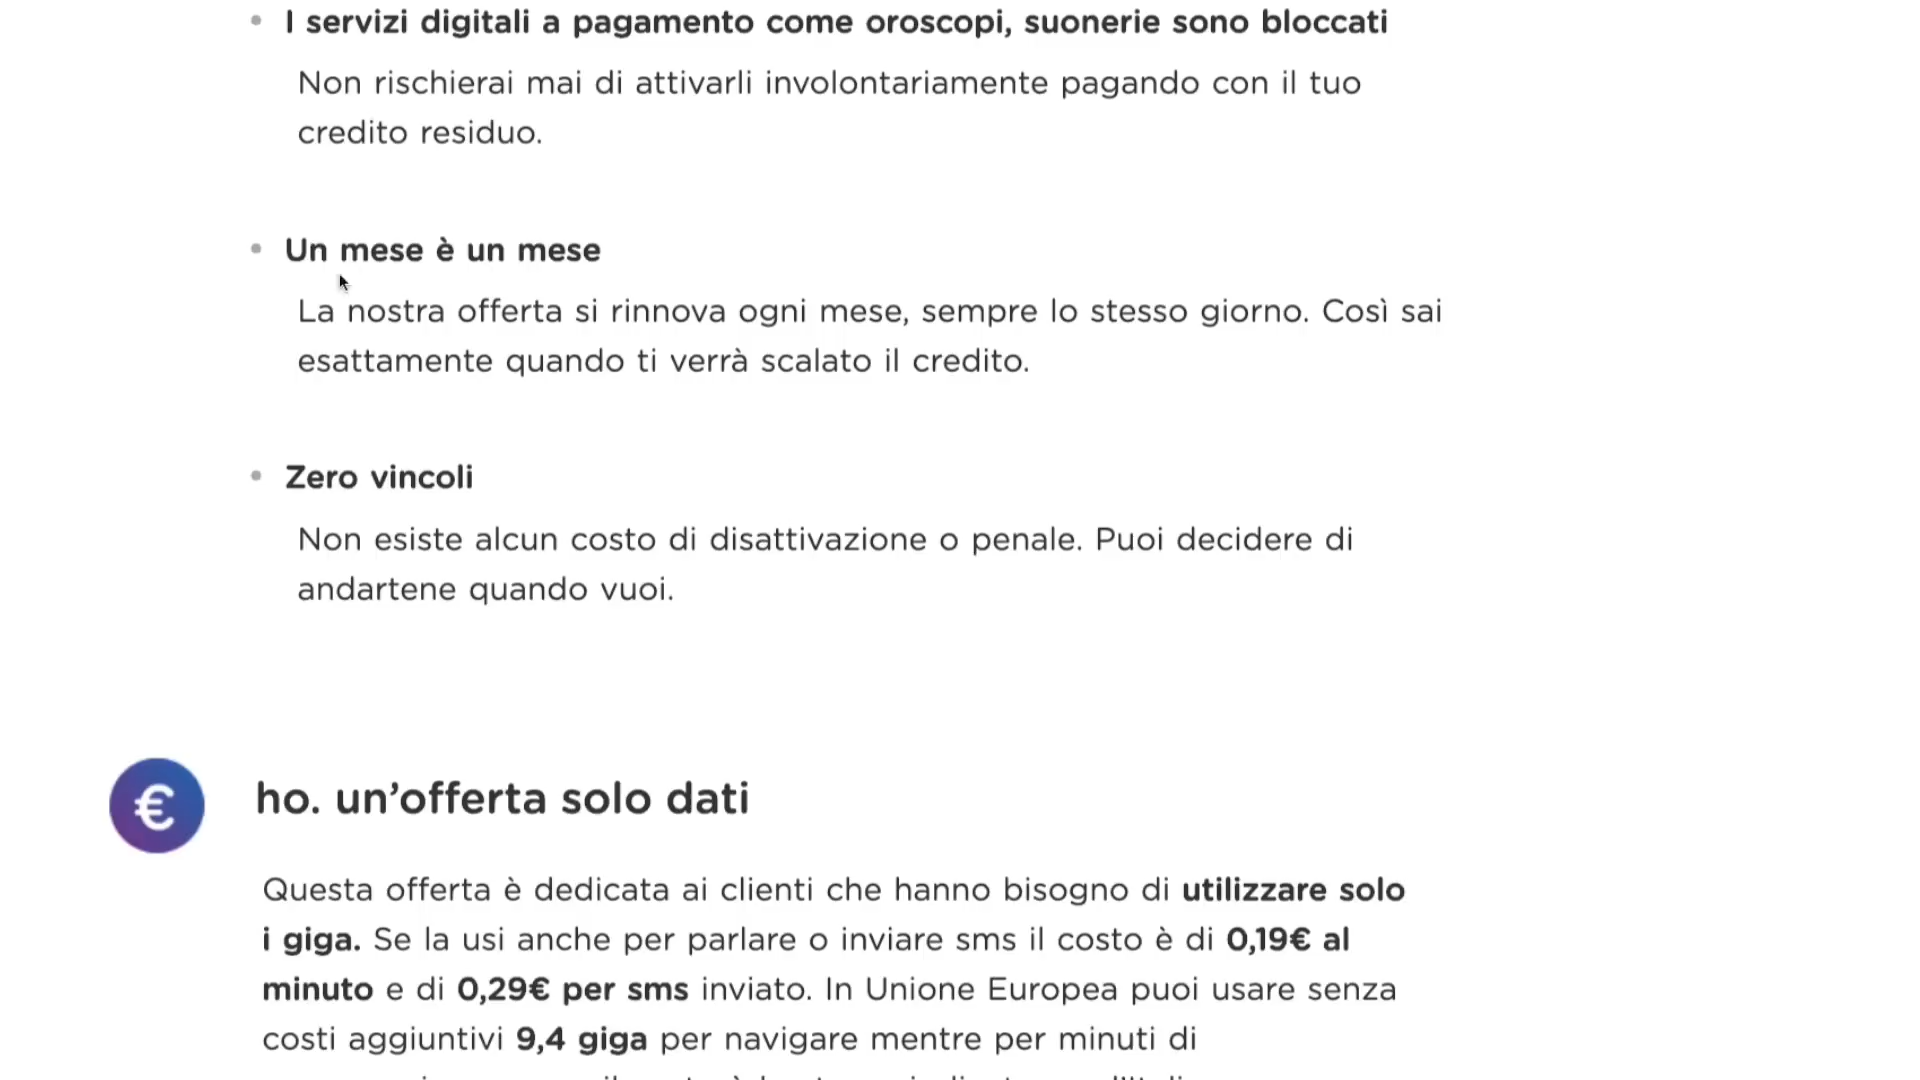 I servizi digitali a pagamento come oroscopi, suonerie sono bloccati
Non rischierai mai di attivarli involontariamente pagando con il tuo
credito residuo.
Un mese è un mese
La nostra offerta si rinnova ogni mese, sempre lo stesso giorno. Così sai
esattamente quando ti verrà scalato il credito.
Zero vincoli
Non esiste alcun costo di disattivazione o penale. Puoi decidere di
andartene quando vuoi.
€
ho. un’offerta solo dati
Questa offerta è dedicata ai clienti che hanno bisogno di utilizzare solo
i giga. Se la usi anche per parlare o inviare sms il costo è di 0,19€ al
minuto e di 0,29€ per sms inviato. In Unione Europea puoi usare senza
costi aggiuntivi 9,4 giga per navigare mentre per minuti di